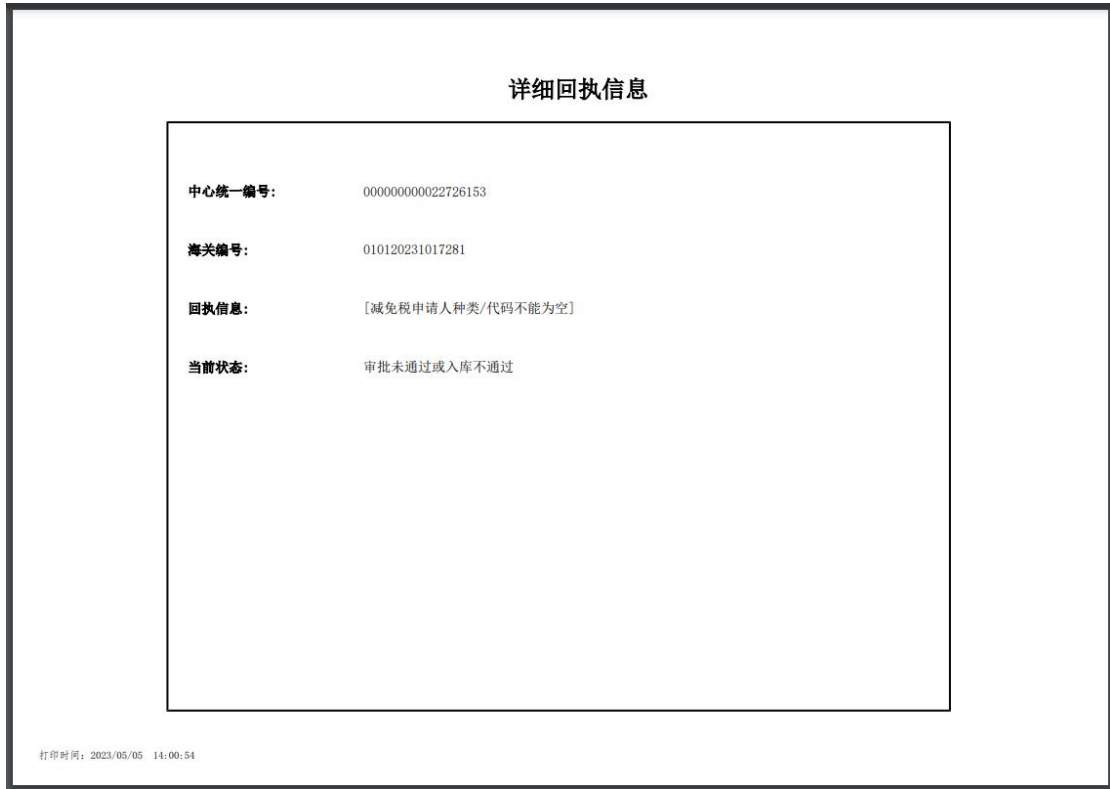 详细回执信息
中心统一编号: 000000000022726153
海关编号: 010120231017281
回执信息: [减免税申请人种类/代码不能为空]
当前状态: 审批未通过或入库不通过
打印时间: 2023/05/05 14:00:54